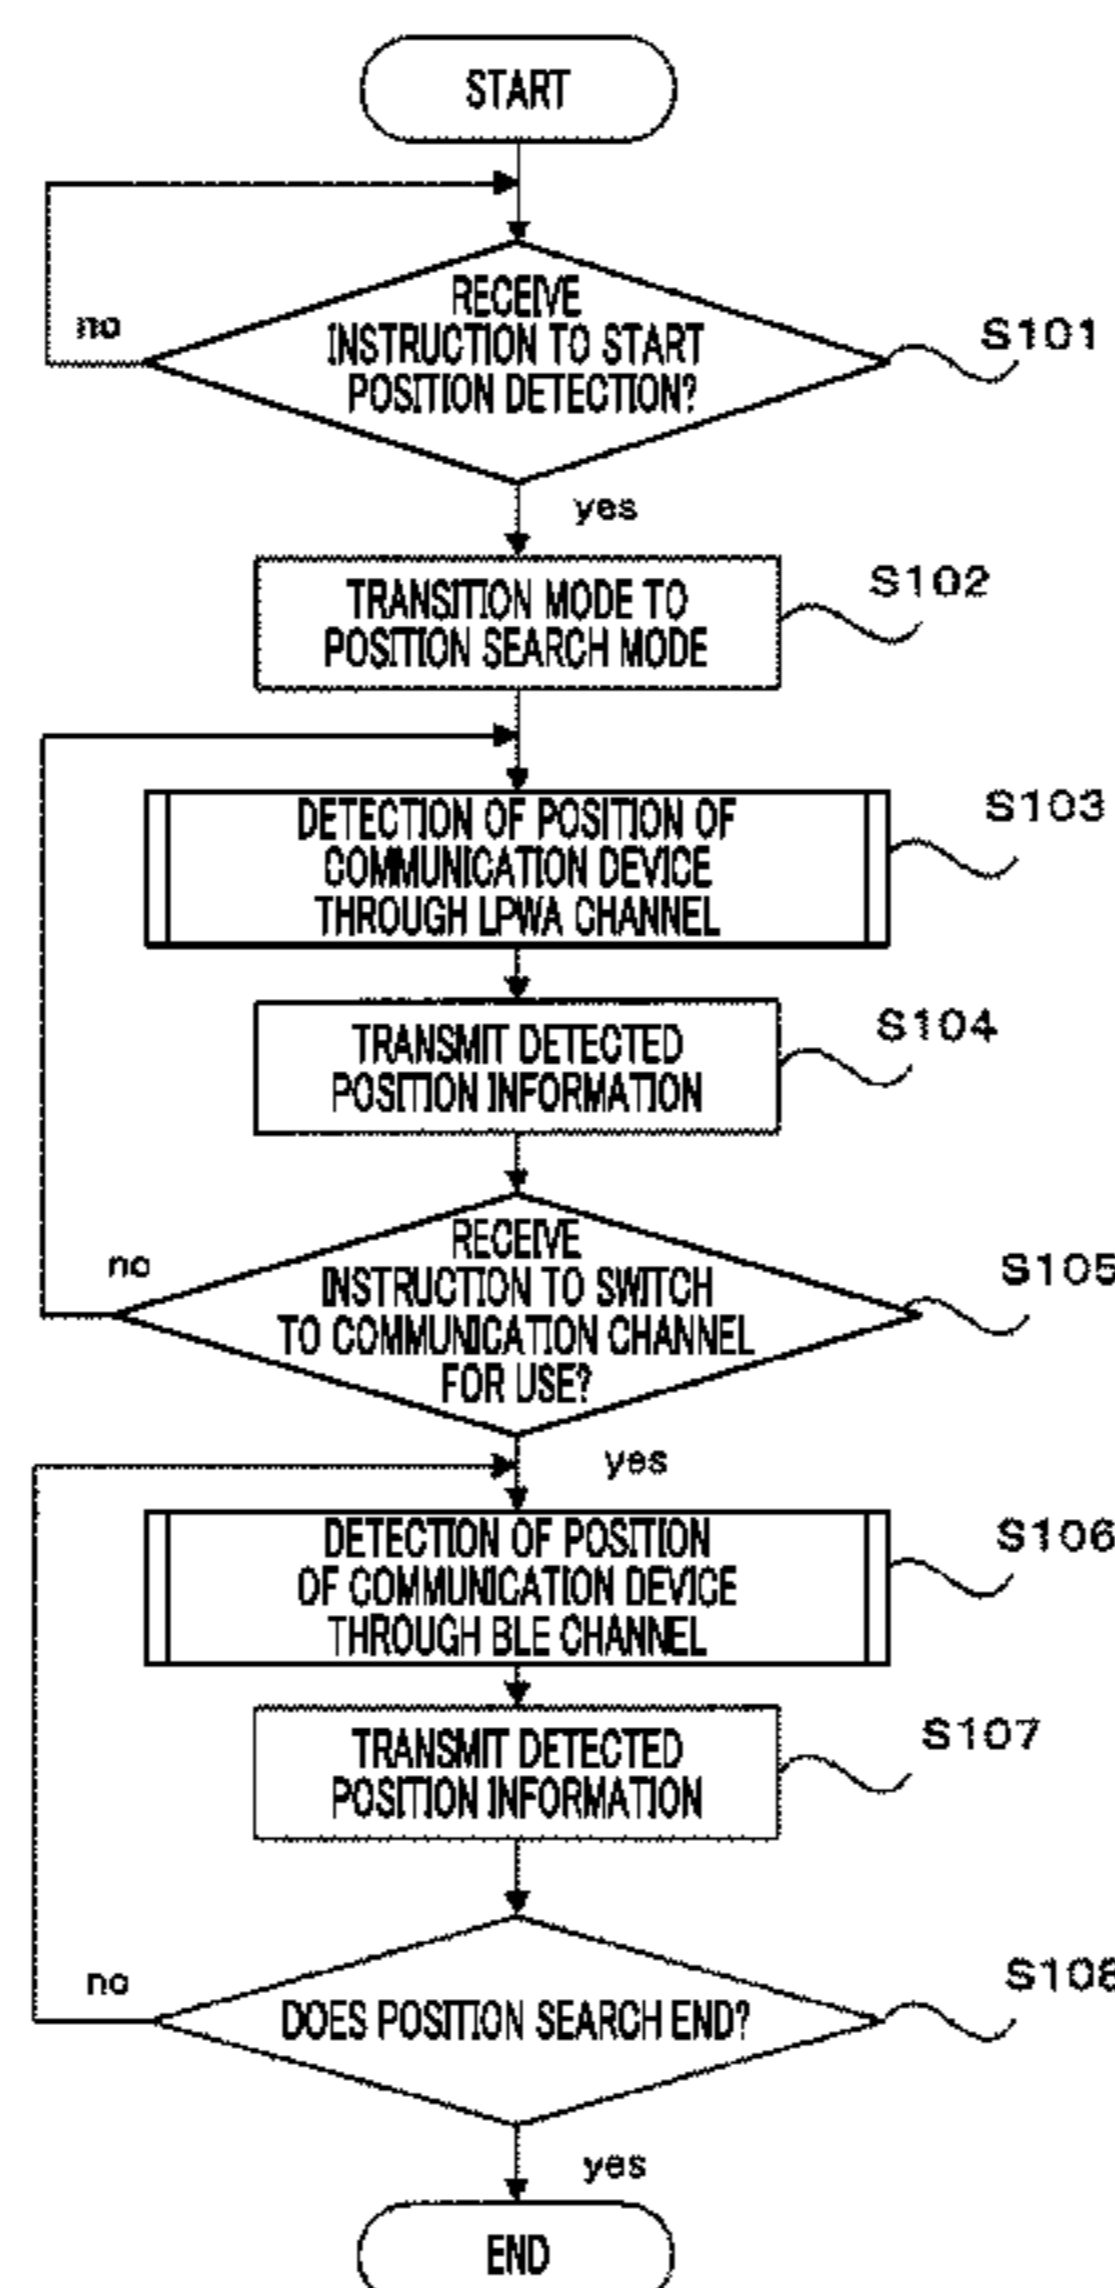 START
RECEIVE
INSTRUCTION TO START
POSITION DETECTION?
no
S101
yes
TRANSITION MODE TO
POSITION SEARCH MODE
S102
DETECTION OF POSITION OF
COMMUNICATION DEVICE
THROUGH LPWA CHANNEL
S103
TRANSMIT DETECTED
POSITION INFORMATION
S104
RECEIVE
INSTRUCTION TO SWITCH
TO COMMUNICATION CHANNEL
FOR USE?
no
S105
yes
DETECTION OF POSITION
OF COMMUNICATION DEVICE
THROUGH BLE CHANNEL
S106
TRANSMIT DETECTED
POSITION INFORMATION
S107
DOES POSITION SEARCH END?
no
S108
yes
END